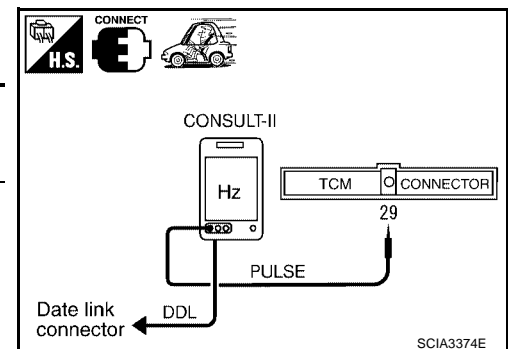 CONNECT
H.S.
CONSULT-II
Hz
TCM
CONNECTOR
29
PULSE
DDL
Date link
connector
SCIA3374E